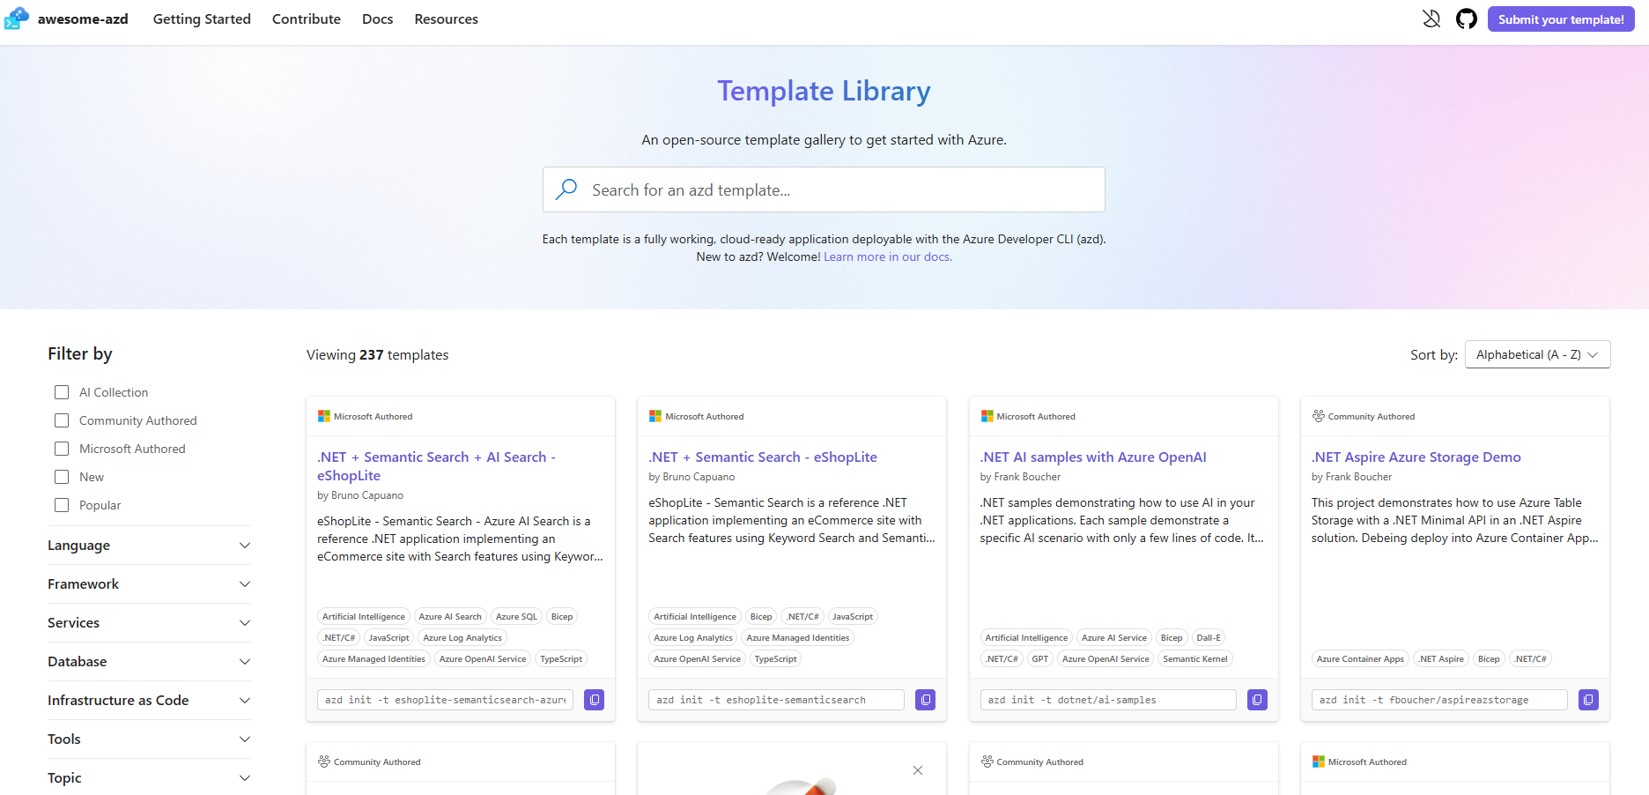 awesome-azd Getting Started Contribute Docs Resources Submit your template!
Template Library
An open-source template gallery to get started with Azure.
Search for an azd template...
Each template is a fully working, cloud-ready application deployable with the Azure Developer CLI (azd).
New to azd? Welcome! Learn more in our docs.
Filter by
AI Collection
Community Authored
Microsoft Authored
New
Popular
Language
Framework
Services
Database
Infrastructure as Code
Tools
Topic
Viewing 237 templates
Sort by: Alphabetical (A - Z)
Microsoft Authored
.NET + Semantic Search + AI Search -
eShopLite
by Bruno Capuano
eShopLite - Semantic Search - Azure AI Search is a
reference .NET application implementing an
eCommerce site with Search features using Keywor...
Artificial Intelligence Azure AI Search Azure SQL Bicep
.NET/C# JavaScript Azure Log Analytics
Azure Managed Identities Azure OpenAI Service TypeScript
azd init -t eshoplite-semanticsearch-azure
Microsoft Authored
.NET + Semantic Search - eShopLite
by Bruno Capuano
eShopLite - Semantic Search is a reference .NET
application implementing an eCommerce site with
Search features using Keyword Search and Semanti...
Artificial Intelligence Bicep .NET/C# JavaScript
Azure Log Analytics Azure Managed Identities
Azure OpenAI Service TypeScript
azd init -t eshoplite-semanticsearch
Microsoft Authored
.NET AI samples with Azure OpenAI
by Frank Boucher
.NET samples demonstrating how to use AI in your
.NET applications. Each sample demonstrate a
specific AI scenario with only a few lines of code. It...
Artificial Intelligence Azure AI Service Bicep Dall-E
.NET/C# GPT Azure OpenAI Service Semantic Kernel
azd init -t dotnet/ai-samples
Community Authored
.NET Aspire Azure Storage Demo
by Frank Boucher
This project demonstrates how to use Azure Table
Storage with a .NET Minimal API in an .NET Aspire
solution. Debeing deploy into Azure Container App...
Azure Container Apps .NET Aspire Bicep .NET/C#
azd init -t fboucher/aspireazstorage
Community Authored
Community Authored
Microsoft Authored